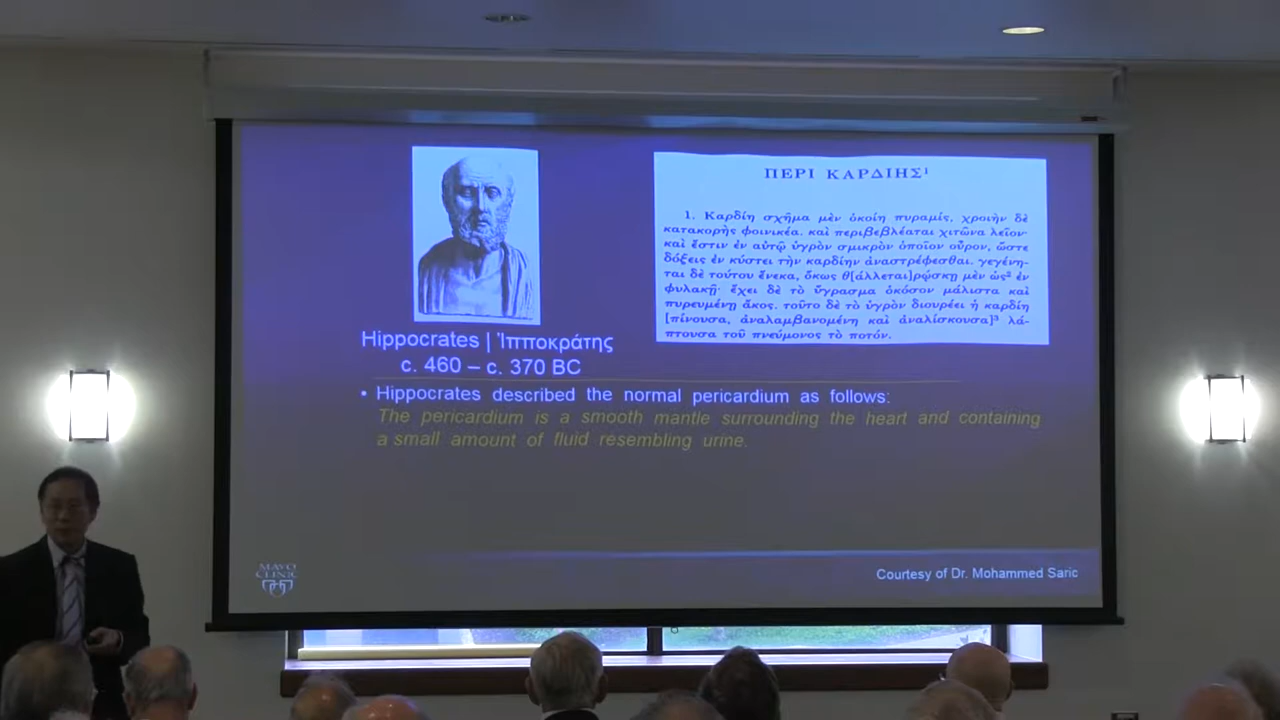 ΠΕΡΙ ΚΑΡΔΙΗΣ¹
1. Καρδίη σχῆμα μὲν ὁκοίη πυραμίς, χροιὴν δὲ
κατακορὴς φοινικέα. καὶ περιβεβλέαται χιτῶνα λεῖον·
καὶ ἔστιν ἐν αὐτῷ ὑγρὸν σμικρὸν ὁποῖον οὖρον, ὥστε
δόξεις ἐν κύστει τὴν καρδίην ἀναστρέφεσθαι. γεγένη-
ται δὲ τούτου ἕνεκα, ὅκως θ[άλλεται]ρώσκῃ μὲν ὡς² ἐν
φυλακῇ· ἔχει δὲ τὸ ὕγρασμα ὁκόσον μάλιστα καὶ
πυρευμένῃ ἄκος. τοῦτο δὲ τὸ ὑγρὸν διουρέει ἡ καρδίη
[πίνουσα, ἀναλαμβανομένη καὶ ἀναλίσκουσα]³ λά-
πτουσα τοῦ πνεύμονος τὸ ποτόν.
Hippocrates | Ἱπποκράτης
c. 460 – c. 370 BC
• Hippocrates described the normal pericardium as follows:
The pericardium is a smooth mantle surrounding the heart and containing
a small amount of fluid resembling urine.
MAYO
CLINIC
Courtesy of Dr. Mohammed Saric